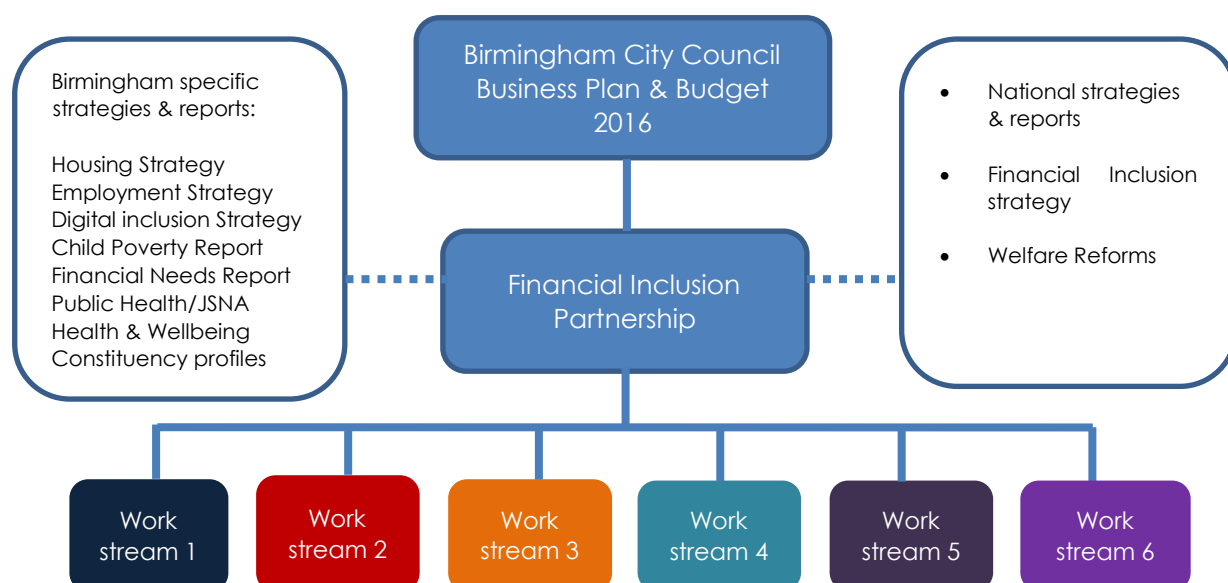 Birmingham City Council
Business Plan & Budget
2016
Birmingham specific
strategies & reports:
Housing Strategy
Employment Strategy
Digital inclusion Strategy
Child Poverty Report
Financial Needs Report
Public Health/JSNA
Health & Wellbeing
Constituency profiles
Financial Inclusion
Partnership
• National strategies
& reports
• Financial Inclusion
strategy
• Welfare Reforms
Work
stream 1
Work
stream 2
Work
stream 3
Work
stream 4
Work
stream 5
Work
stream 6